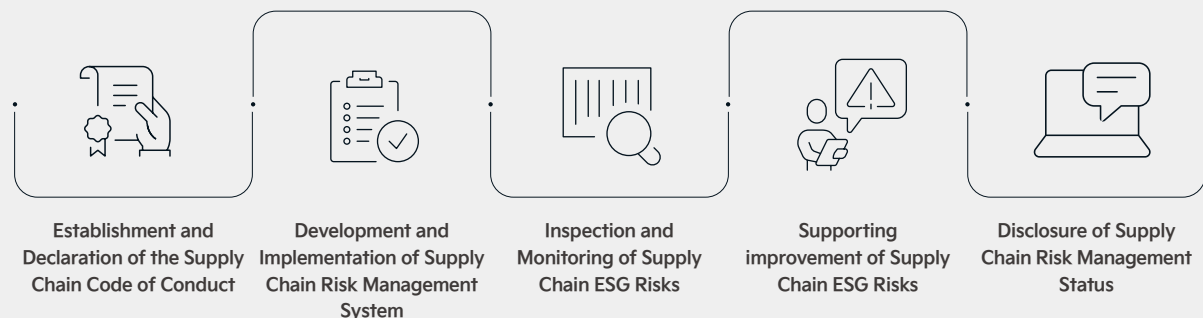 Establishment and
Declaration of the Supply
Chain Code of Conduct
Development and
Implementation of Supply
Chain Risk Management
System
Inspection and
Monitoring of Supply
Chain ESG Risks
Supporting
improvement of Supply
Chain ESG Risks
Disclosure of Supply
Chain Risk Management
Status